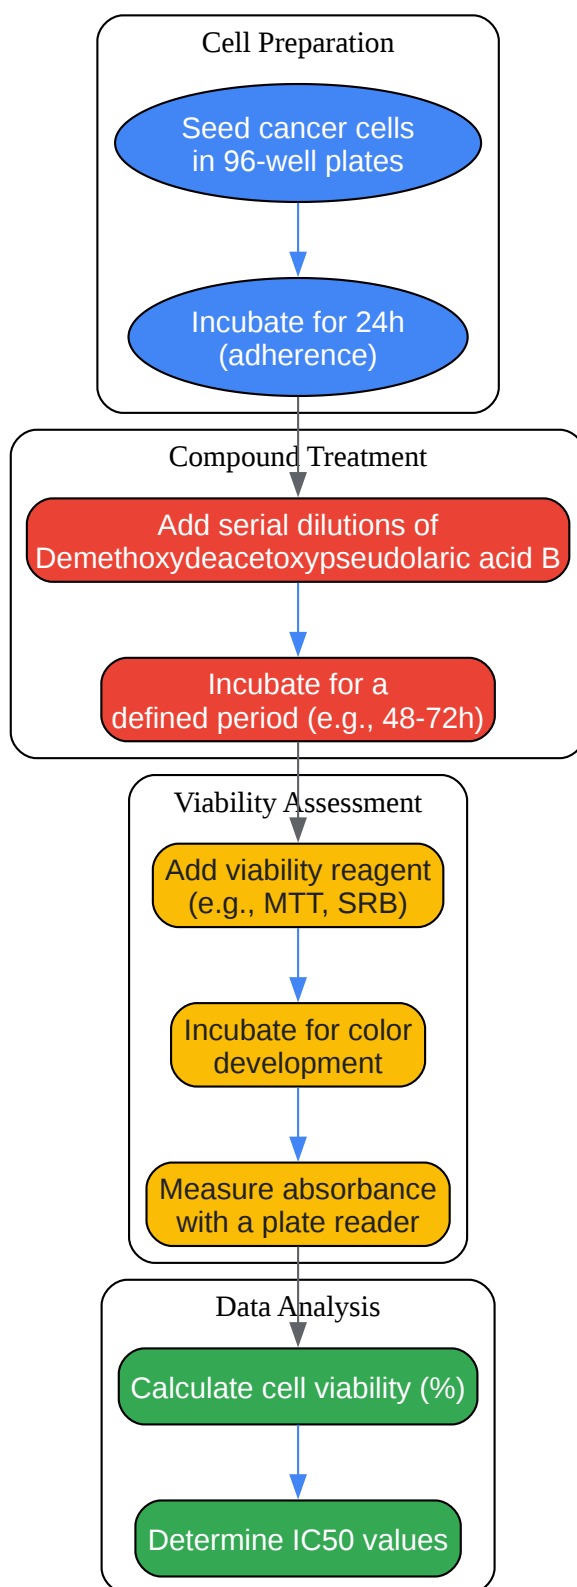 Cell Preparation
Seed cancer cells
in 96-well plates
Incubate for 24h
(adherence)
Compound Treatment
Add serial dilutions of
Demethoxydeacetoxypseudolaric acid B
Incubate for a
defined period (e.g., 48-72h)
Viability Assessment
Add viability reagent
(e.g., MTT, SRB)
Incubate for color
development
Measure absorbance
with a plate reader
Data Analysis
Calculate cell viability (%)
Determine IC50 values